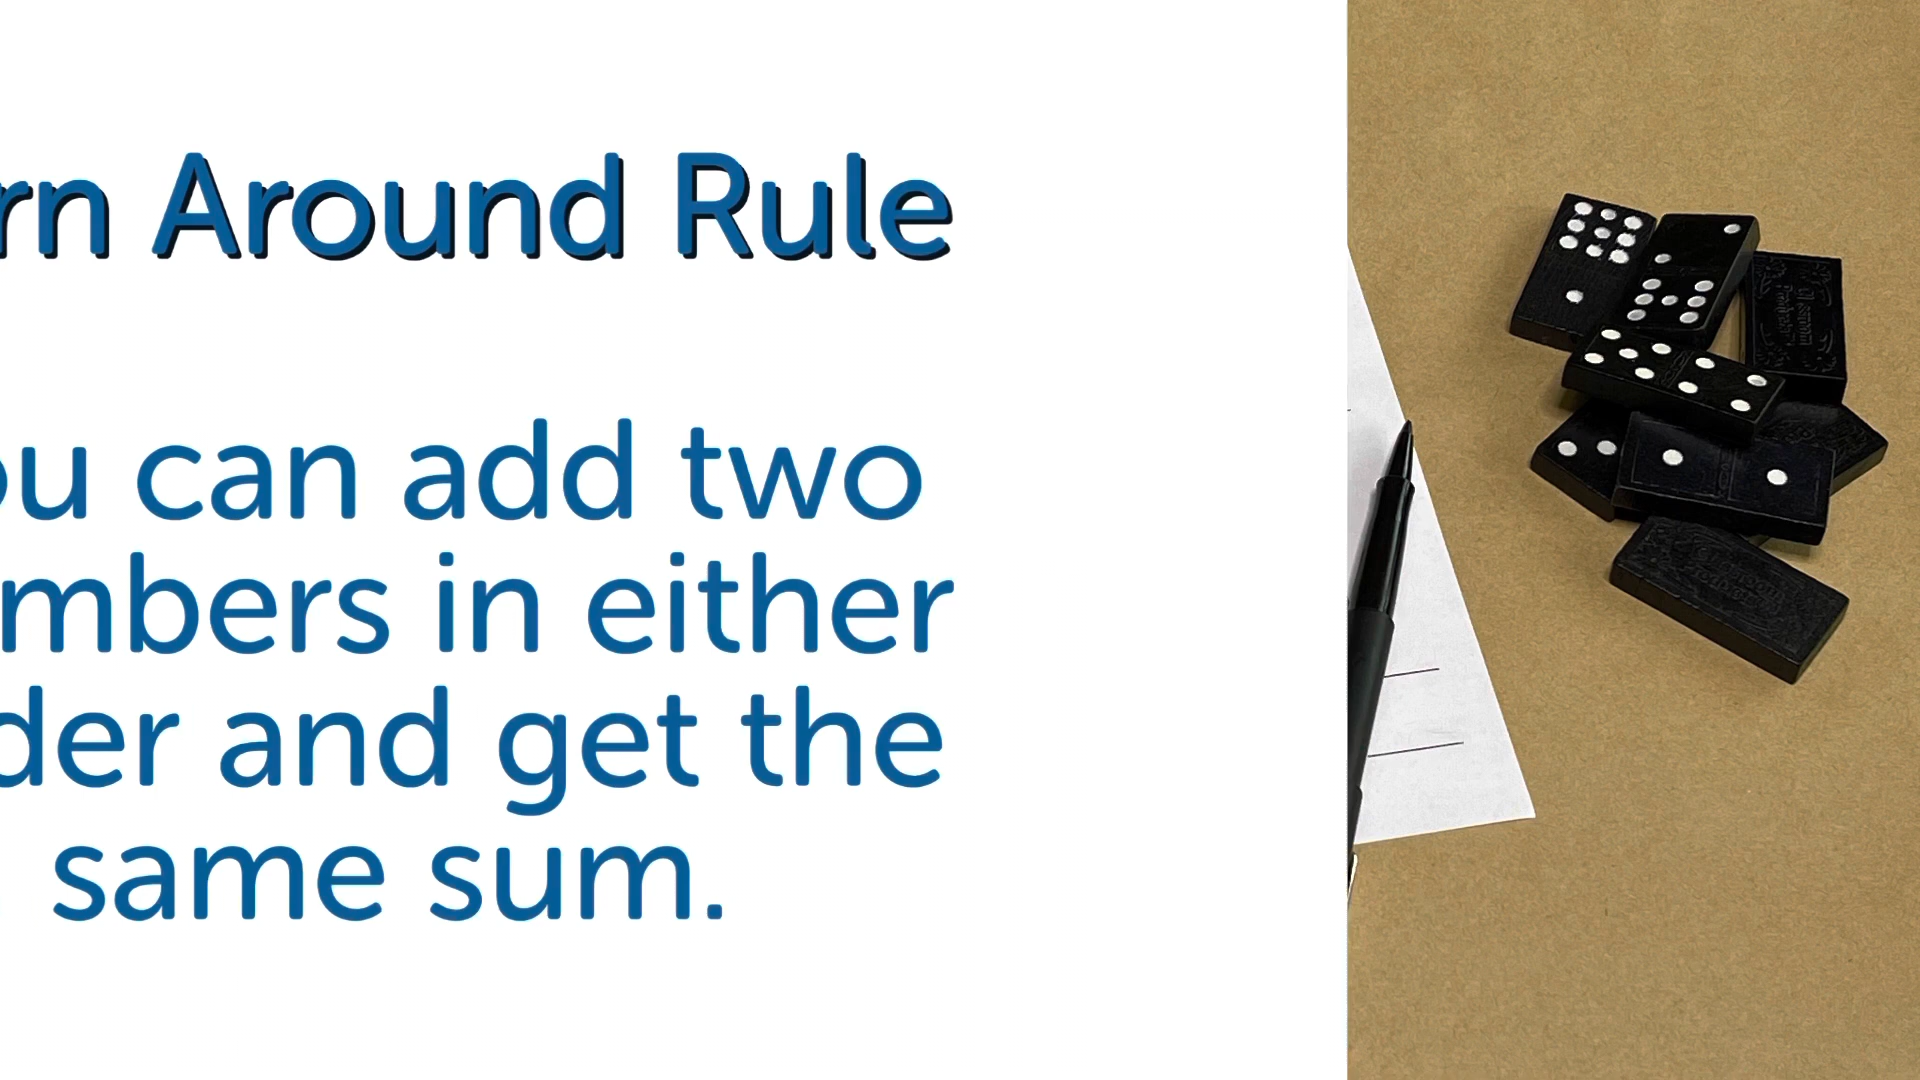 rn Around Rule
ou can add two
mbers in either
der and get the
same sum.